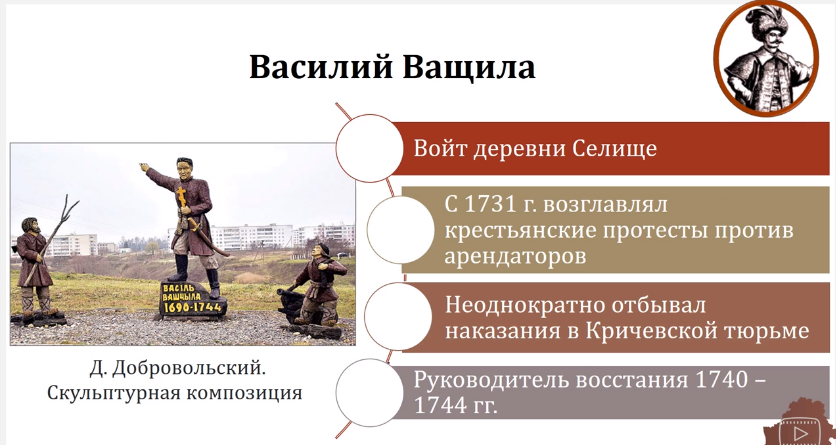 Василий Ващила
Войт деревни Селище
С 1731 г. возглавлял
крестьянские протесты против
арендаторов
Неоднократно отбывал
наказания в Кричевской тюрьме
Руководитель восстания 1740 –
1744 гг.
ВАСІЛЬ
ВАШЧЫЛА
1690-1744
Д. Добровольский.
Скульптурная композиция